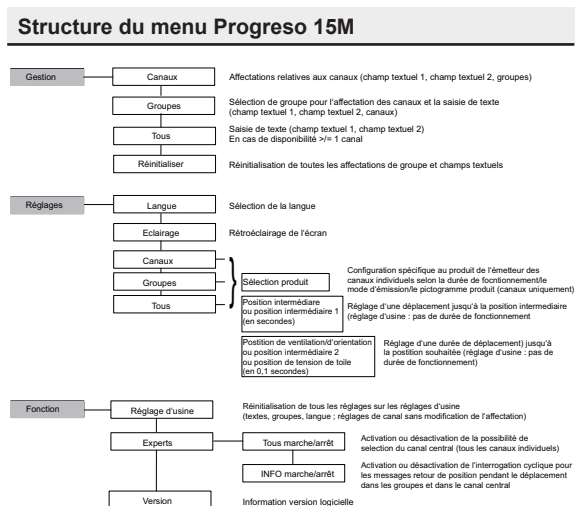 Structure du menu Progreso 15M
Gestion
Canaux
Affectations relatives aux canaux (champ textuel 1, champ textuel 2, groupes)
Groupes
Sélection de groupe pour l'affectation des canaux et la saisie de texte
(champ textuel 1, champ textuel 2, canaux)
Tous
Saisie de texte (champ textuel 1, champ textuel 2)
En cas de disponibilité >/= 1 canal
Réinitialiser
Réinitialisation de toutes les affectations de groupe et champs textuels
Réglages
Langue
Sélection de la langue
Eclairage
Rétroéclairage de l'écran
Canaux
Groupes
Tous
Sélection produit
Configuration spécifique au produit de l'émetteur des
canaux individuels selon la durée de focntionnement/le
mode d'émission/le pictogramme produit (canaux uniquement)
Position intermédiare
ou position intermédiaire 1
(en secondes)
Réglage d'une déplacement jusqu'à la position intermediaire
(réglage d'usine : pas de durée de fonctionnement
Postition de ventilation/d'orientation
ou position intermédiaire 2
ou position de tension de toile
(en 0,1 secondes)
Réglage d'une durée de déplacement) jusqu'à
la postition souhaitée (réglage d'usine : pas de
durée de fonctionnement)
Fonction
Réglage d'usine
Réinitialisation de tous les réglages sur les réglages d'usine
(textes, groupes, langue ; réglages de canal sans modification de l'affectation)
Experts
Tous marche/arrêt
Activation ou désactivation de la possibilité de
selection du canal central (tous les canaux individuels)
INFO marche/arrêt
Activation ou désactivation de l'interrogation cyclique pour
les messages retour de position pendant le déplacement
dans les groupes et dans le canal central
Version
Information version logicielle